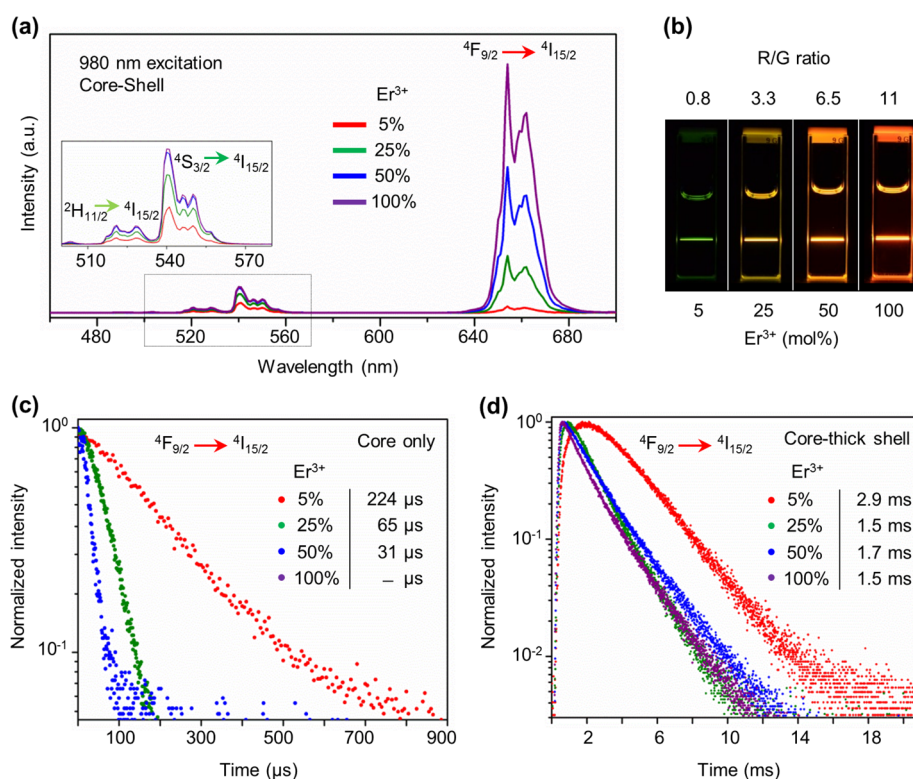 (a)
980 nm excitation
Core-Shell
⁴F₉/₂ → ⁴I₁₅/₂
Er³⁺
5%
25%
50%
100%
⁴S₃/₂ → ⁴I₁₅/₂
²H₁₁/₂ → ⁴I₁₅/₂
510 540 570
Intensity (a.u.)
480 520 560 600 640 680
Wavelength (nm)
(b)
R/G ratio
0.8 3.3 6.5 11
5 25 50 100
Er³⁺ (mol%)
(c)
⁴F₉/₂ → ⁴I₁₅/₂ Core only
Er³⁺
5% 224 µs
25% 65 µs
50% 31 µs
100% – µs
10⁰
10⁻¹
Normalized intensity
100 300 500 700 900
Time (µs)
(d)
⁴F₉/₂ → ⁴I₁₅/₂ Core-thick shell
Er³⁺
5% 2.9 ms
25% 1.5 ms
50% 1.7 ms
100% 1.5 ms
10⁰
10⁻¹
10⁻²
Normalized intensity
2 6 10 14 18
Time (ms)